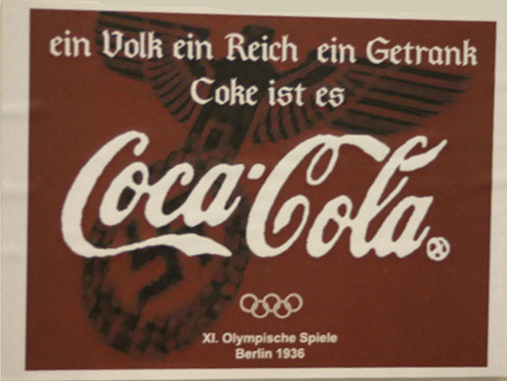 ein Volk ein Reich ein Getrank
Coke ist es
Coca-Cola
XI. Olympische Spiele
Berlin 1936